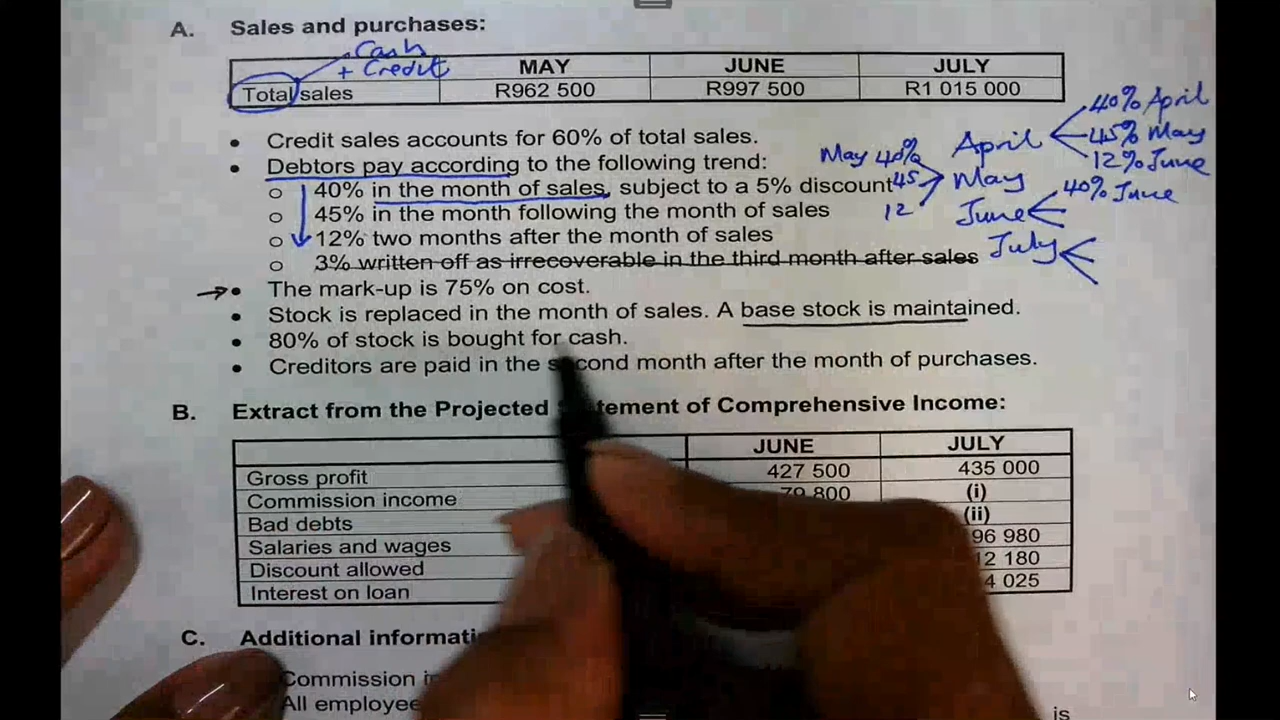 A. Sales and purchases:
Cash
+ Credit
MAY JUNE JULY
Total sales R962 500 R997 500 R1 015 000
• Credit sales accounts for 60% of total sales.
• Debtors pay according to the following trend:
o 40% in the month of sales, subject to a 5% discount
o 45% in the month following the month of sales
o 12% two months after the month of sales
o 3% written off as irrecoverable in the third month after sales
• The mark-up is 75% on cost.
• Stock is replaced in the month of sales. A base stock is maintained.
• 80% of stock is bought for cash.
• Creditors are paid in the second month after the month of purchases.
April
40% April
45% May
12% June
May 40%
45
12
May
40% June
June
July
B. Extract from the Projected Statement of Comprehensive Income:
JUNE JULY
Gross profit 427 500 435 000
Commission income 79 800 (i)
Bad debts (ii)
Salaries and wages 96 980
Discount allowed 12 180
Interest on loan 4 025
C. Additional
Commission
All
is